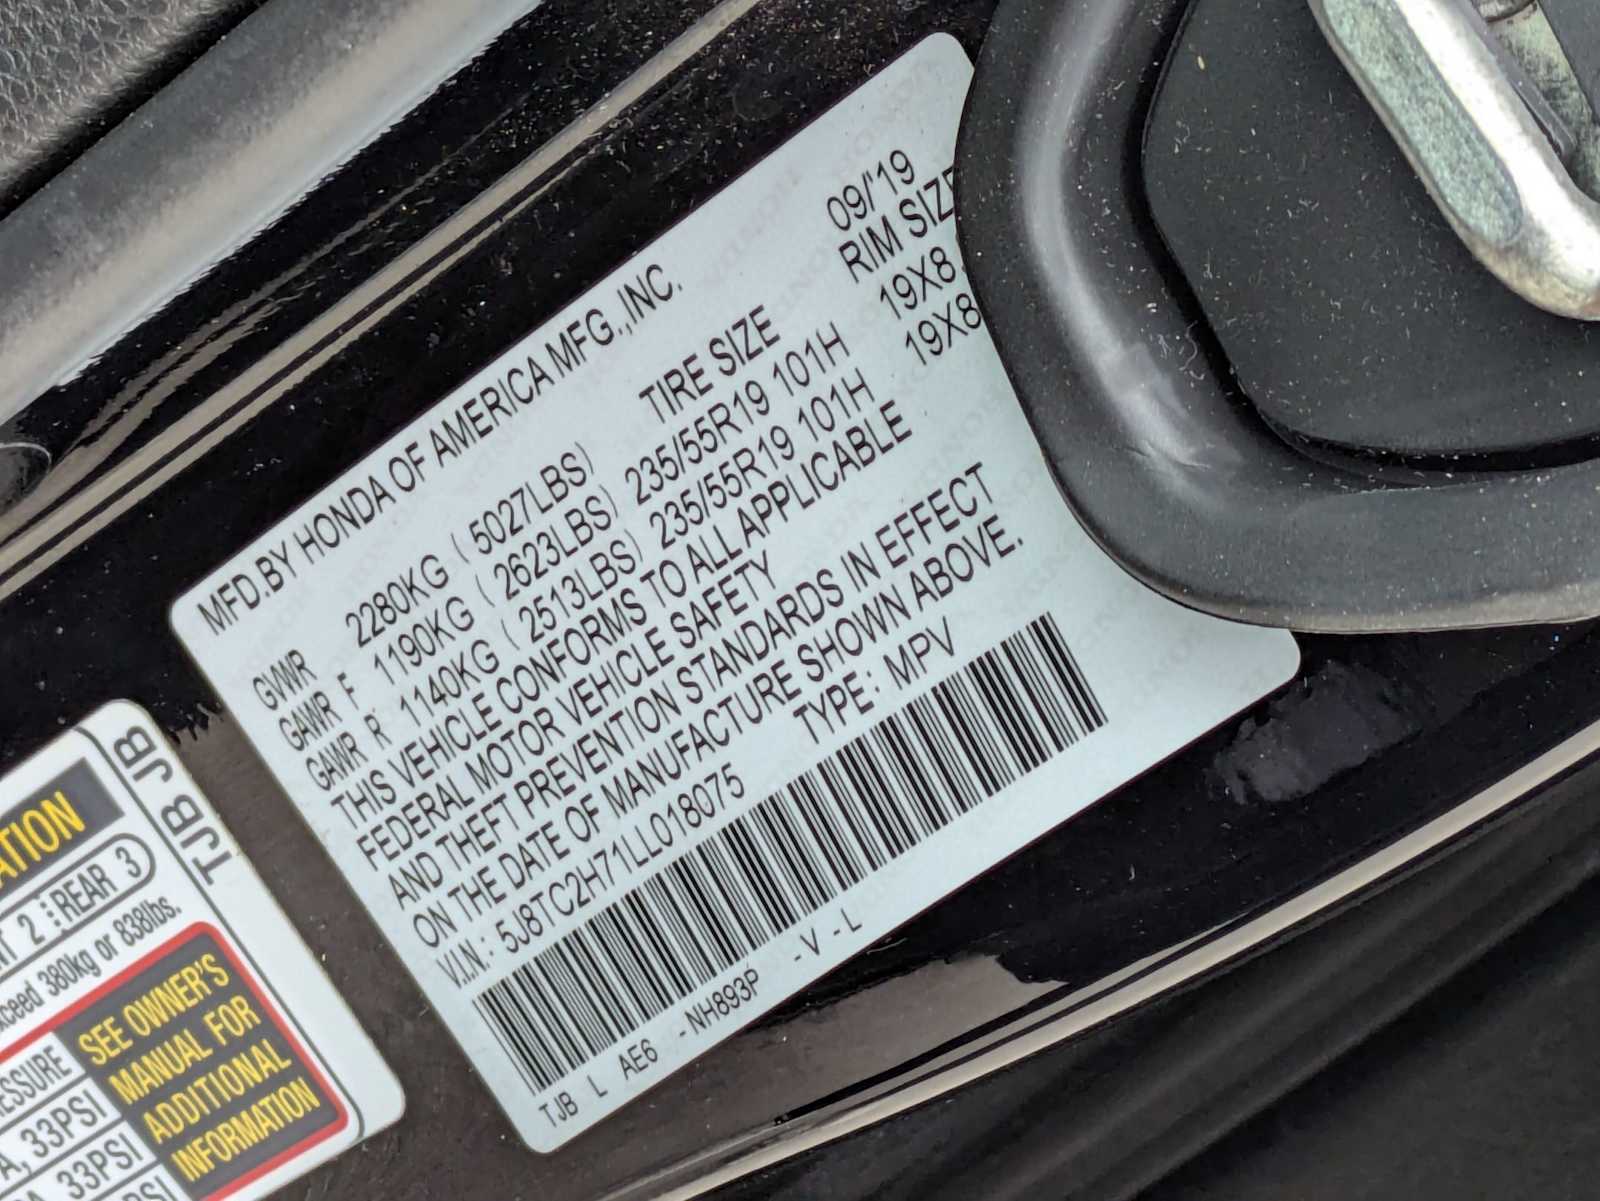 MFD.BY HONDA OF AMERICA MFG.,INC. 09/'19
TIRE SIZE RIM SIZE
GVWR 2280KG ( 5027LBS)
GAWR F 1190KG ( 2623LBS) 235/55R19 101H 19X8
GAWR R 1140KG ( 2513LBS) 235/55R19 101H 19X8
THIS VEHICLE CONFORMS TO ALL APPLICABLE
FEDERAL MOTOR VEHICLE SAFETY
AND THEFT PREVENTION STANDARDS IN EFFECT
ON THE DATE OF MANUFACTURE SHOWN ABOVE.
V.I.N.: 5J8TC2H71LL018075 TYPE: MPV
TJB L AE6 -NH893P -V-L
TJB JB
2 REAR 3
380kg or 838lbs.
33PSI
33PSI
PSI
SEE OWNER'S
MANUAL FOR
ADDITIONAL
INFORMATION